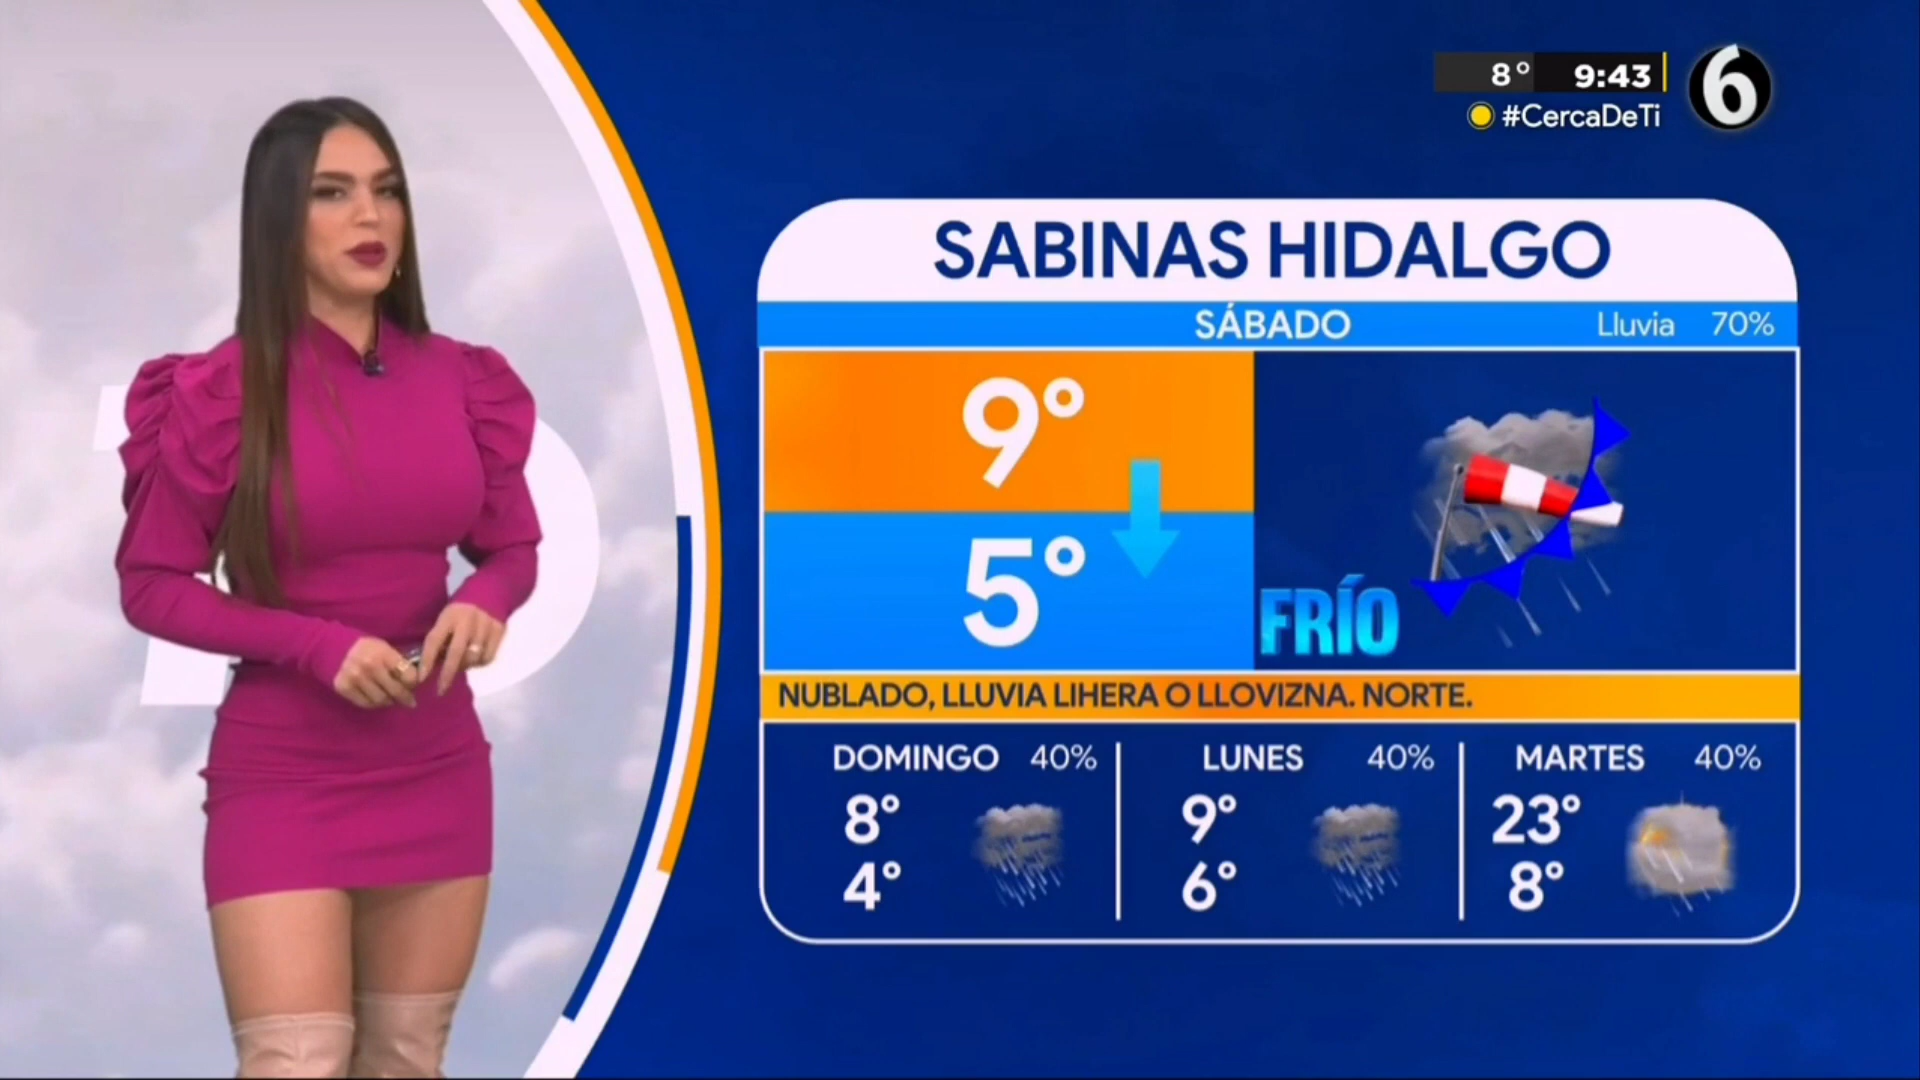 8° 9:43
#CercaDeTi
6
SABINAS HIDALGO
SÁBADO Lluvia 70%
9°
5°
FRÍO
NUBLADO, LLUVIA LIHERA O LLOVIZNA. NORTE.
DOMINGO 40%
8°
4°
LUNES 40%
9°
6°
MARTES 40%
23°
8°